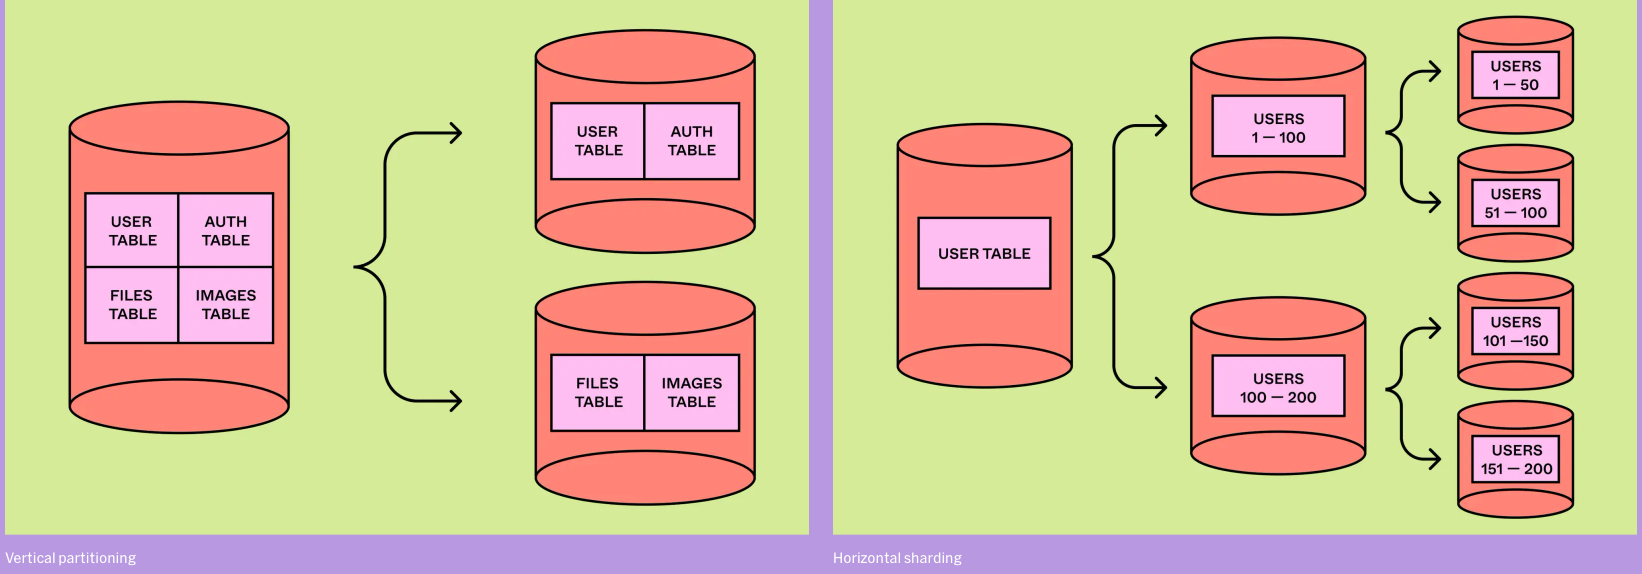 USER
TABLE
AUTH
TABLE
FILES
TABLE
IMAGES
TABLE
USER
TABLE
AUTH
TABLE
FILES
TABLE
IMAGES
TABLE
Vertical partitioning
USER TABLE
USERS
1 — 100
USERS
100 — 200
USERS
1 — 50
USERS
51 — 100
USERS
101 —150
USERS
151 — 200
Horizontal sharding